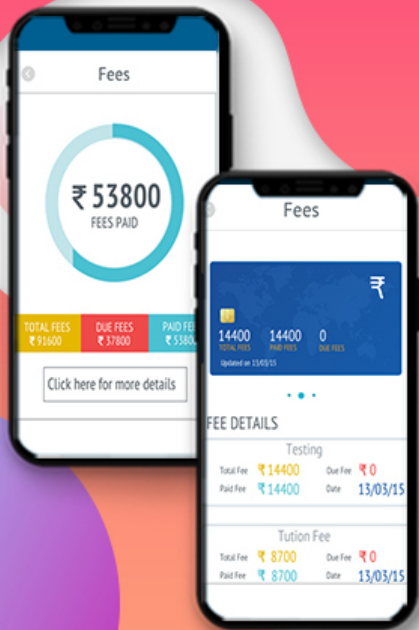 Fees
₹ 53800
FEES PAID
TOTAL FEES
₹ 91600
DUE FEES
₹ 37800
PAID FE
₹ 5380
Click here for more details
Fees
₹
14400
TOTAL FEES
14400
PAID FEES
0
DUE FEES
Updated on 13/03/15
FEE DETAILS
Testing
Total Fee ₹ 14400 Due Fee ₹ 0
Paid Fee ₹ 14400 Date 13/03/15
Tution Fee
Total Fee ₹ 8700 Due Fee ₹ 0
Paid Fee ₹ 8700 Date 13/03/15